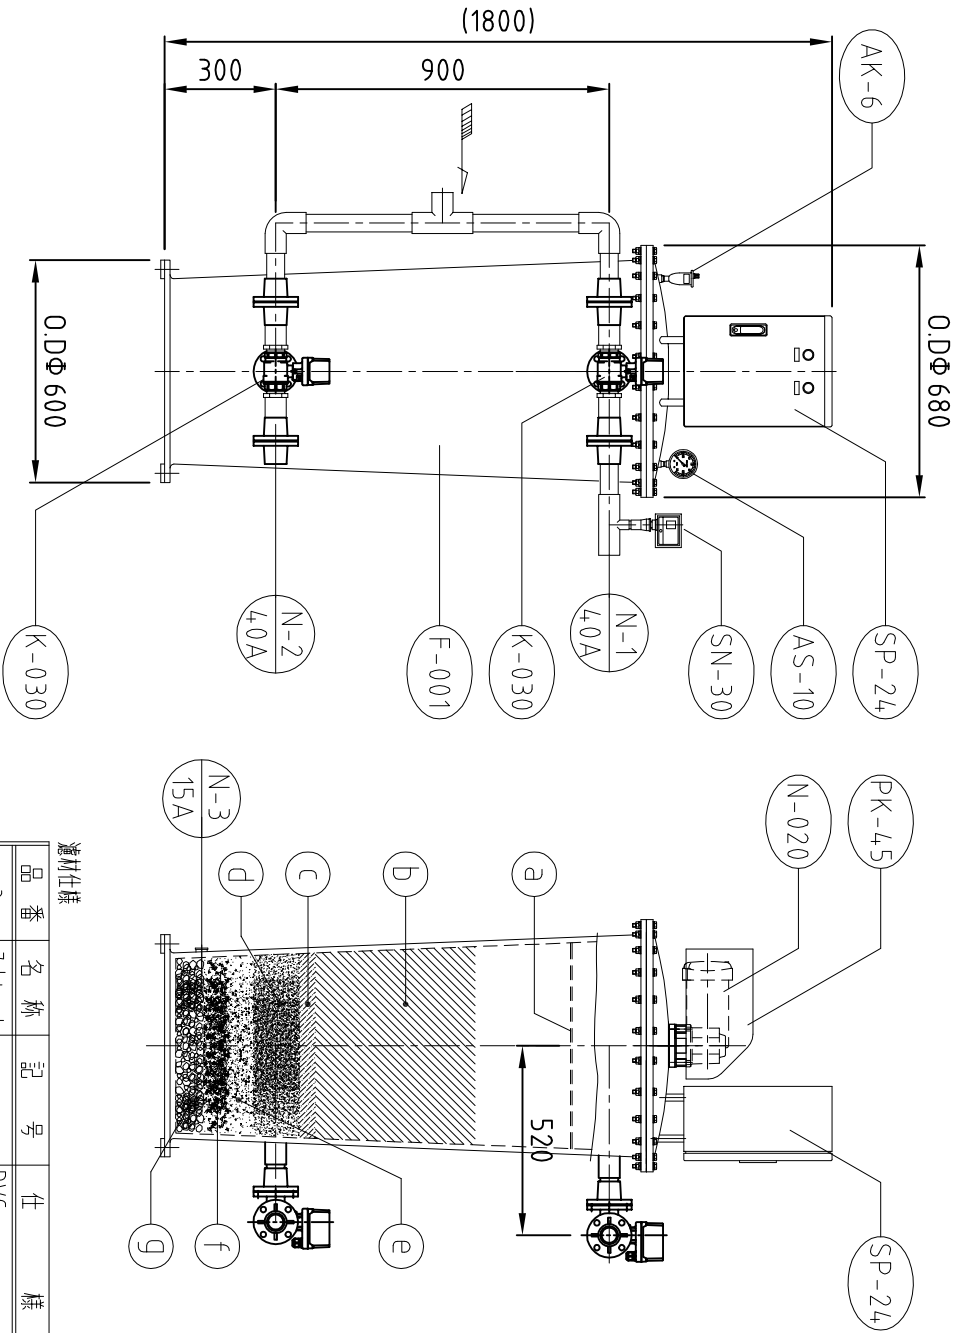 (1800)
300
900
O.DΦ 600
O.DΦ 680
AK-6
SP-24
AS-10
SN-30
N-1
40A
K-030
F-001
N-2
40A
K-030
PK-45
N-020
SP-24
520
a
b
c
d
e
f
g
N-3
15A
濾材仕様
品 番 名 称 記 号 仕 様